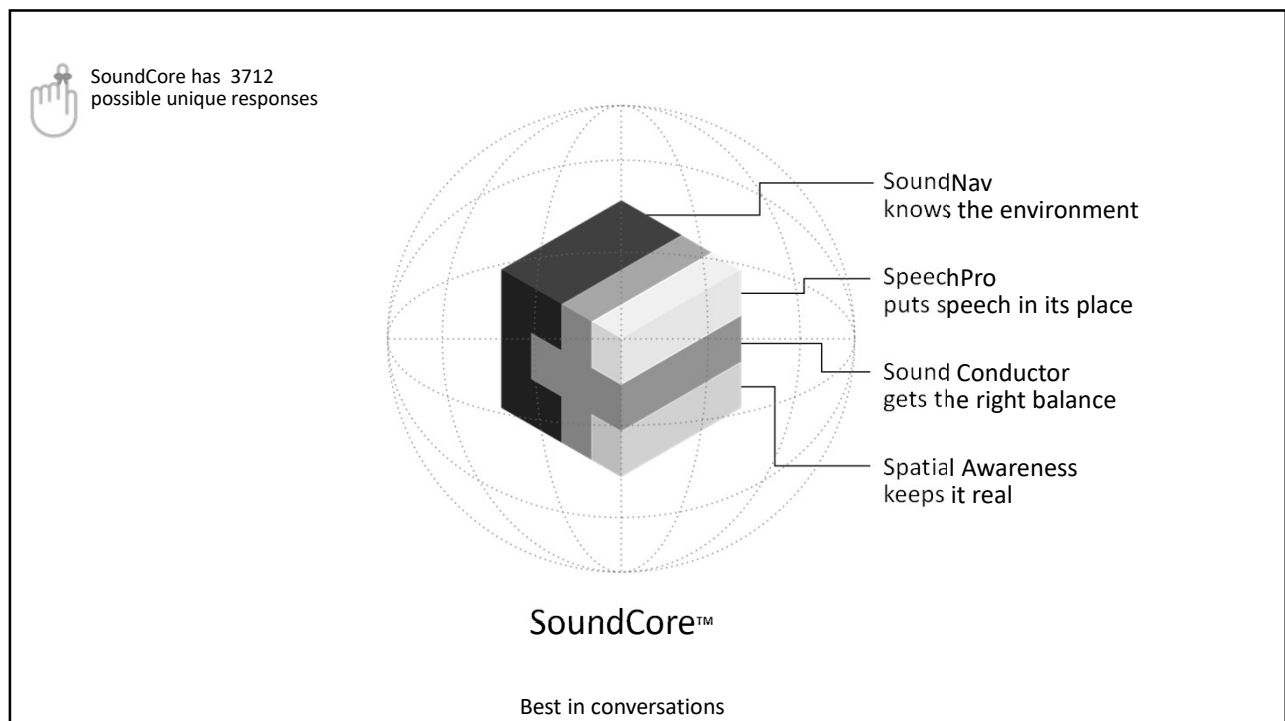 SoundCore has 3712
possible unique responses
SoundNav
knows the environment
SpeechPro
puts speech in its place
Sound Conductor
gets the right balance
Spatial Awareness
keeps it real
SoundCore™
Best in conversations